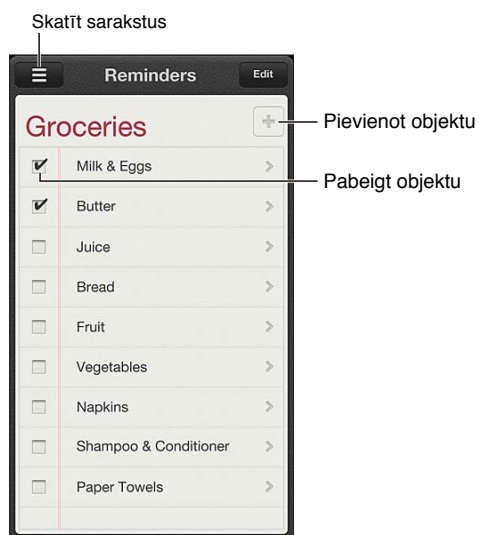 Skatīt sarakstus
Reminders
Edit
Groceries
Pievienot objektu
Milk & Eggs
Pabeigt objektu
Butter
Juice
Bread
Fruit
Vegetables
Napkins
Shampoo & Conditioner
Paper Towels